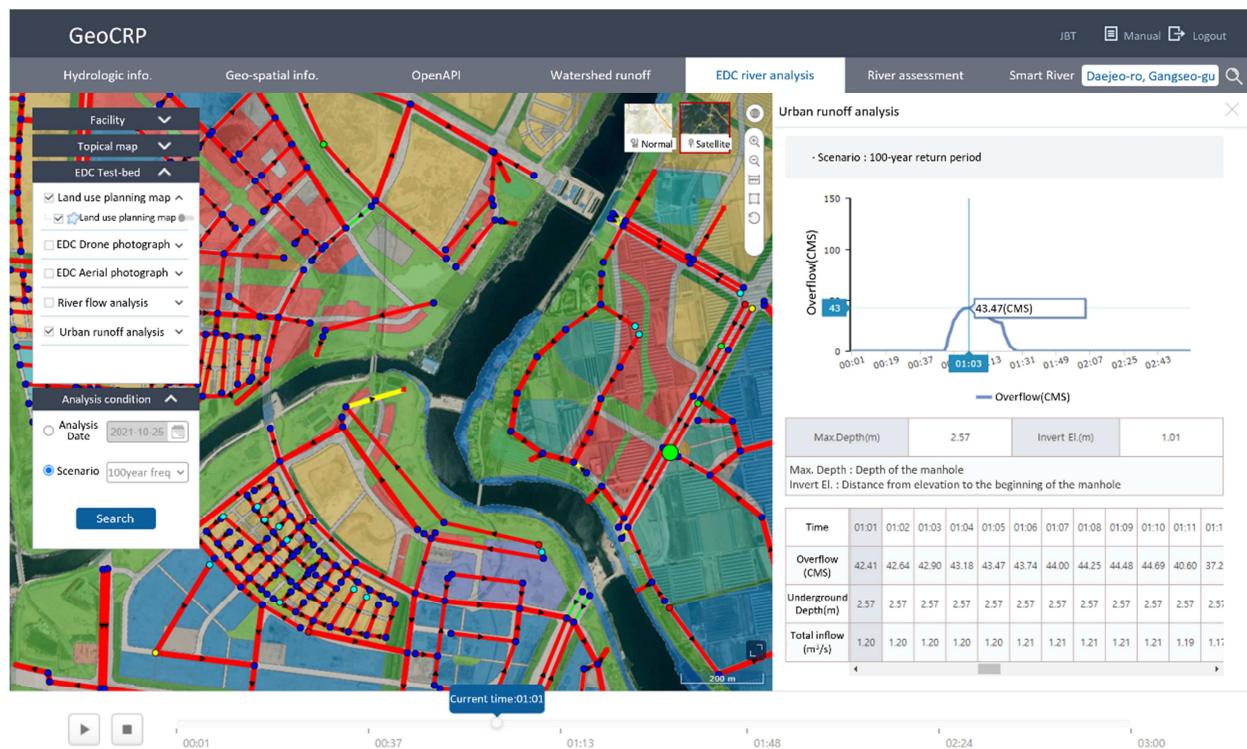 GeoCRP
JBT Manual Logout
Hydrologic info. Geo-spatial info. OpenAPI Watershed runoff EDC river analysis River assessment Smart River Daejeo-ro, Gangseo-gu
Facility
Topical map
EDC Test-bed
Land use planning map
Land use planning map
EDC Drone photograph
EDC Aerial photograph
River flow analysis
Urban runoff analysis
Analysis condition
Analysis
Date
2021-10-26
Scenario
100year freq
Search
Normal
Satellite
200 m
Urban runoff analysis
· Scenario : 100-year return period
Overflow(CMS)
150
100
43
0
43.47(CMS)
00:01 00:19 00:37 01:03 01:31 01:49 02:07 02:25 02:43
Overflow(CMS)
Max.Depth(m) 2.57 Invert El.(m) 1.01
Max. Depth : Depth of the manhole
Invert El. : Distance from elevation to the beginning of the manhole
Time 01:01 01:02 01:03 01:04 01:05 01:06 01:07 01:08 01:09 01:10 01:11 01:1
Overflow
(CMS)
42.41 42.64 42.90 43.18 43.47 43.74 44.00 44.25 44.48 44.69 40.60 37.2
Underground
Depth(m)
2.57 2.57 2.57 2.57 2.57 2.57 2.57 2.57 2.57 2.57 2.57 2.57
Total inflow
(m³/s)
1.20 1.20 1.20 1.20 1.20 1.21 1.21 1.21 1.21 1.21 1.19 1.17
Current time:01:01
00:01 00:37 01:13 01:48 02:24 03:00